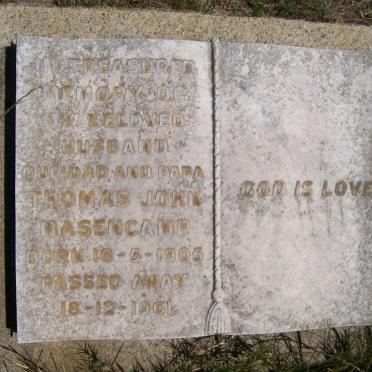 IN TREASURED
MEMORY OF
MY BELOVED
HUSBAND
OUR DAD AND PAPA
THOMAS JOHN
MASENCAMP
BORN 16-5-1905
PASSED AWAY
18-12-1961
GOD IS LOVE